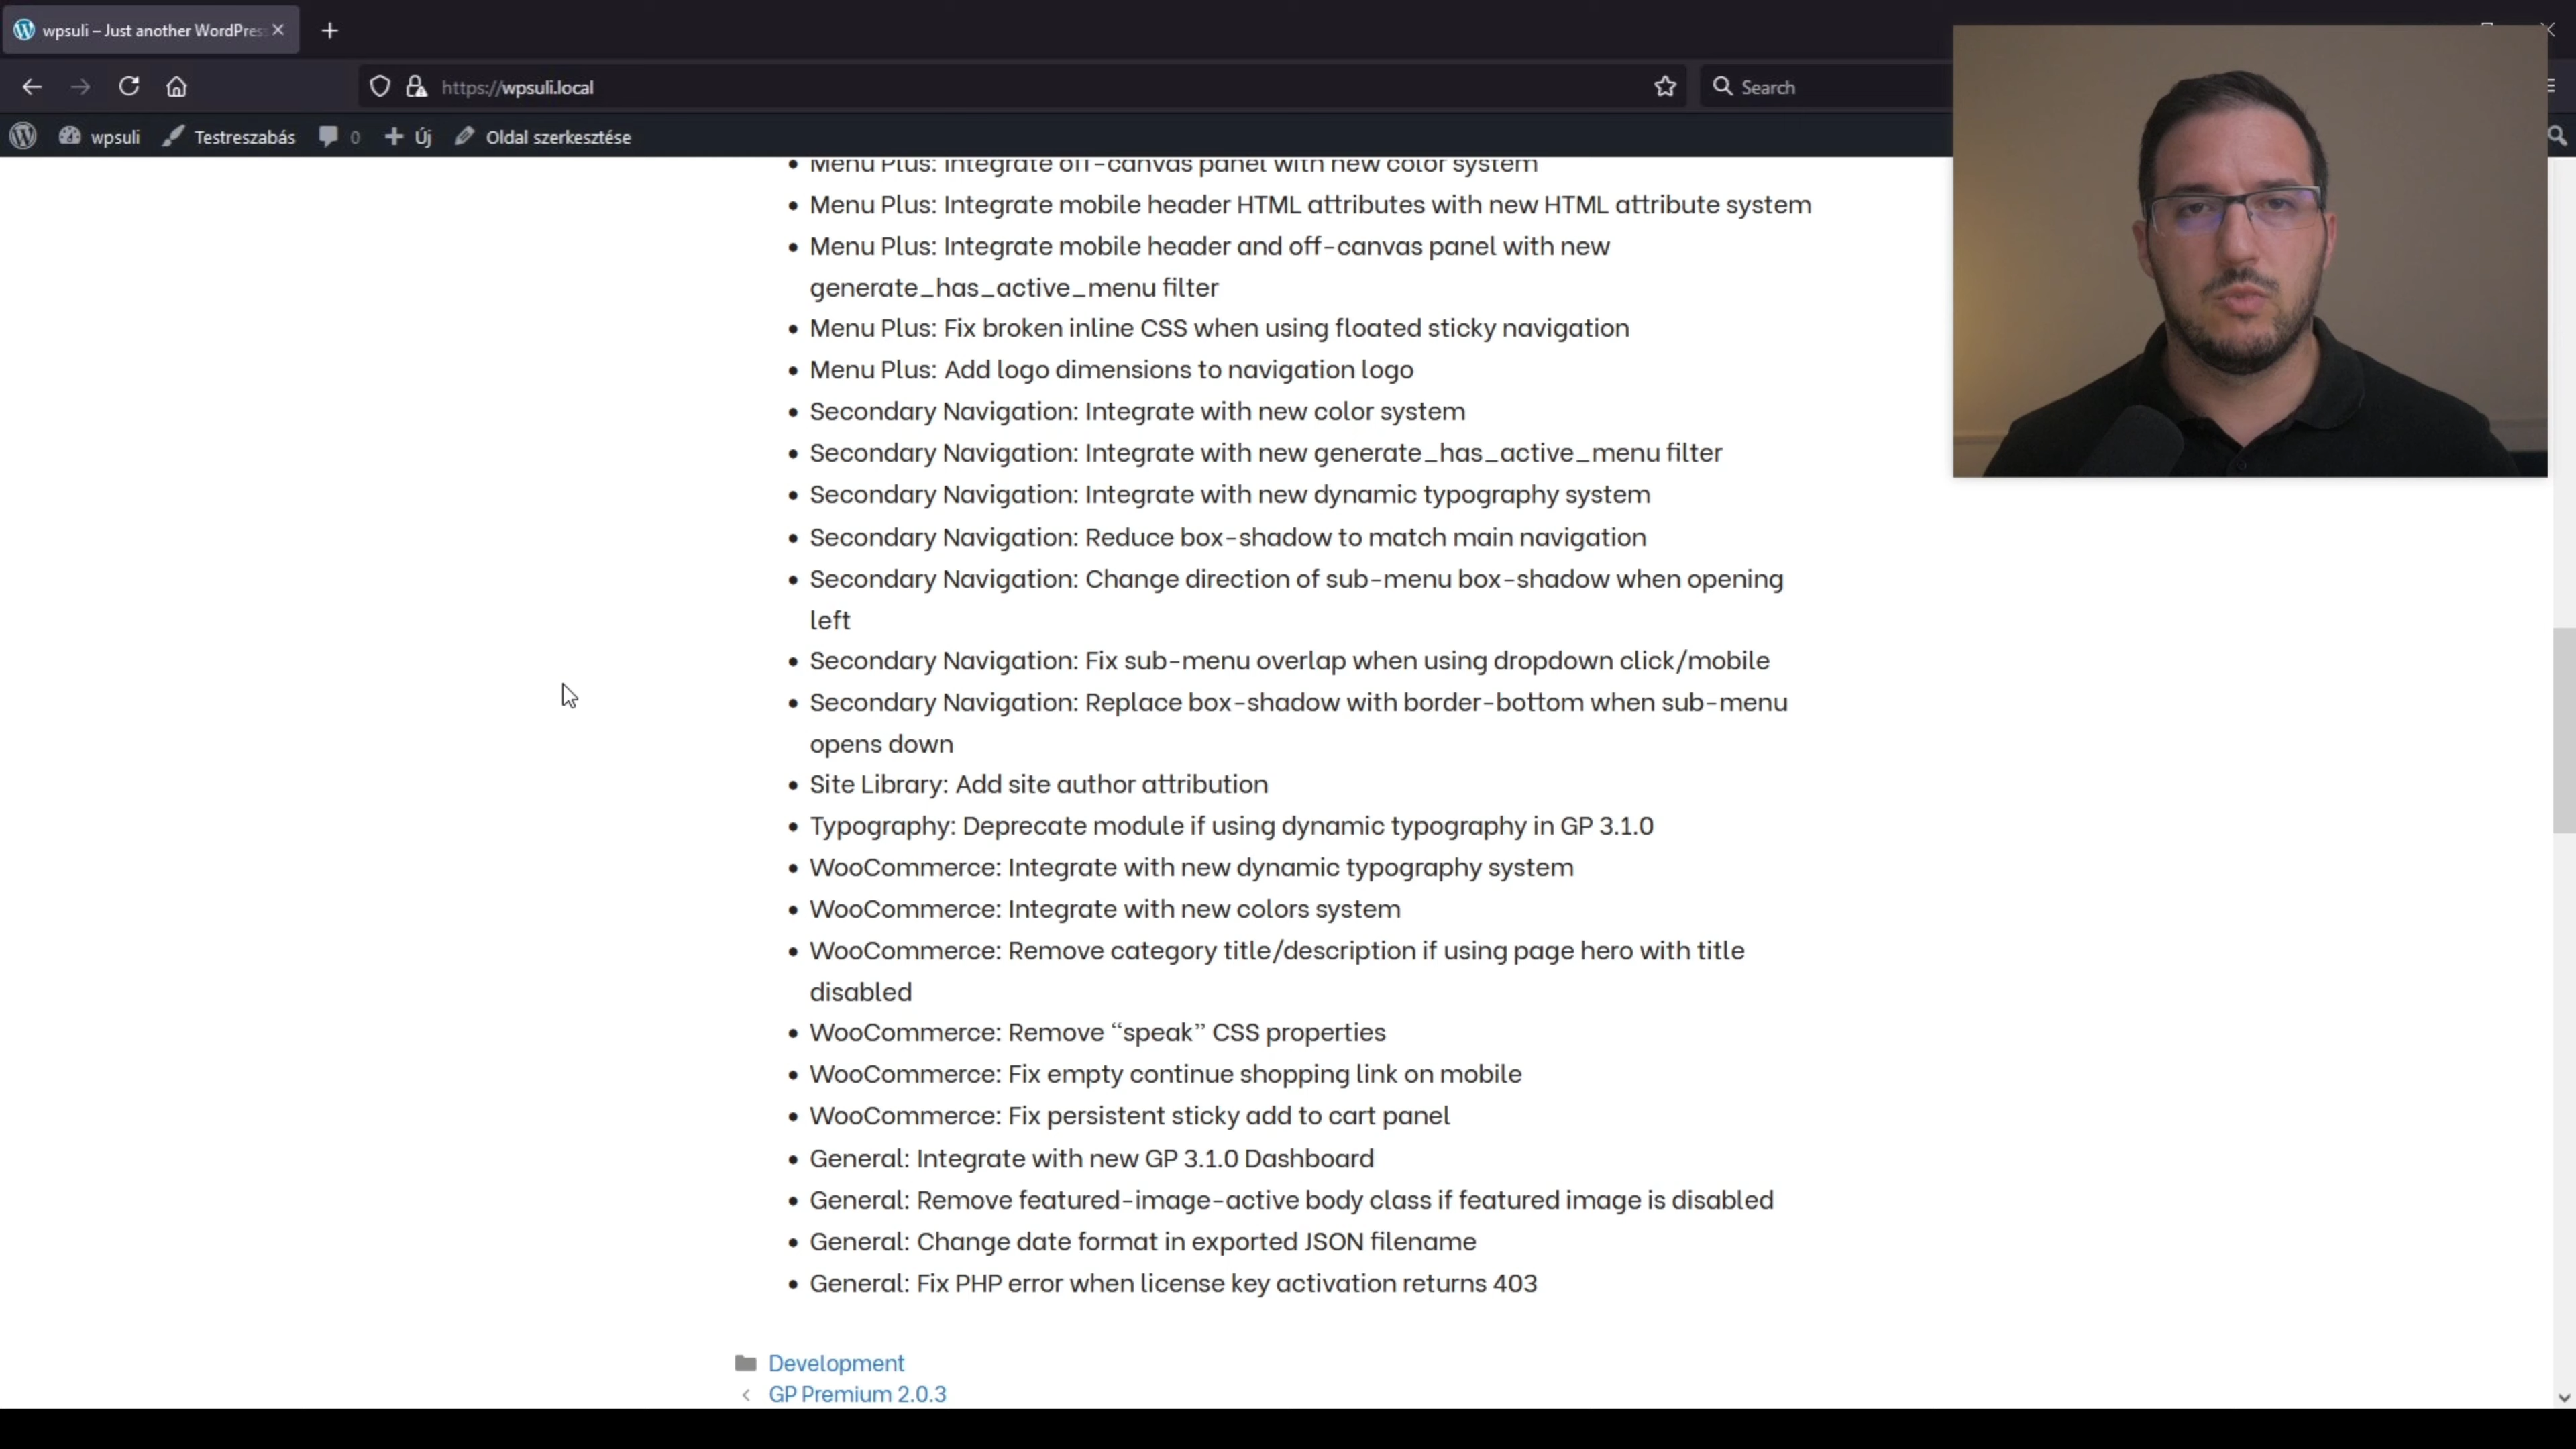 wpsuli – Just another WordPres
https://wpsuli.local
Search
wpsuli
Testreszabás
0
Új
Oldal szerkesztése
Menu Plus: Integrate off-canvas panel with new color system
Menu Plus: Integrate mobile header HTML attributes with new HTML attribute system
Menu Plus: Integrate mobile header and off-canvas panel with new
generate_has_active_menu filter
Menu Plus: Fix broken inline CSS when using floated sticky navigation
Menu Plus: Add logo dimensions to navigation logo
Secondary Navigation: Integrate with new color system
Secondary Navigation: Integrate with new generate_has_active_menu filter
Secondary Navigation: Integrate with new dynamic typography system
Secondary Navigation: Reduce box-shadow to match main navigation
Secondary Navigation: Change direction of sub-menu box-shadow when opening
left
Secondary Navigation: Fix sub-menu overlap when using dropdown click/mobile
Secondary Navigation: Replace box-shadow with border-bottom when sub-menu
opens down
Site Library: Add site author attribution
Typography: Deprecate module if using dynamic typography in GP 3.1.0
WooCommerce: Integrate with new dynamic typography system
WooCommerce: Integrate with new colors system
WooCommerce: Remove category title/description if using page hero with title
disabled
WooCommerce: Remove “speak” CSS properties
WooCommerce: Fix empty continue shopping link on mobile
WooCommerce: Fix persistent sticky add to cart panel
General: Integrate with new GP 3.1.0 Dashboard
General: Remove featured-image-active body class if featured image is disabled
General: Change date format in exported JSON filename
General: Fix PHP error when license key activation returns 403
Development
GP Premium 2.0.3